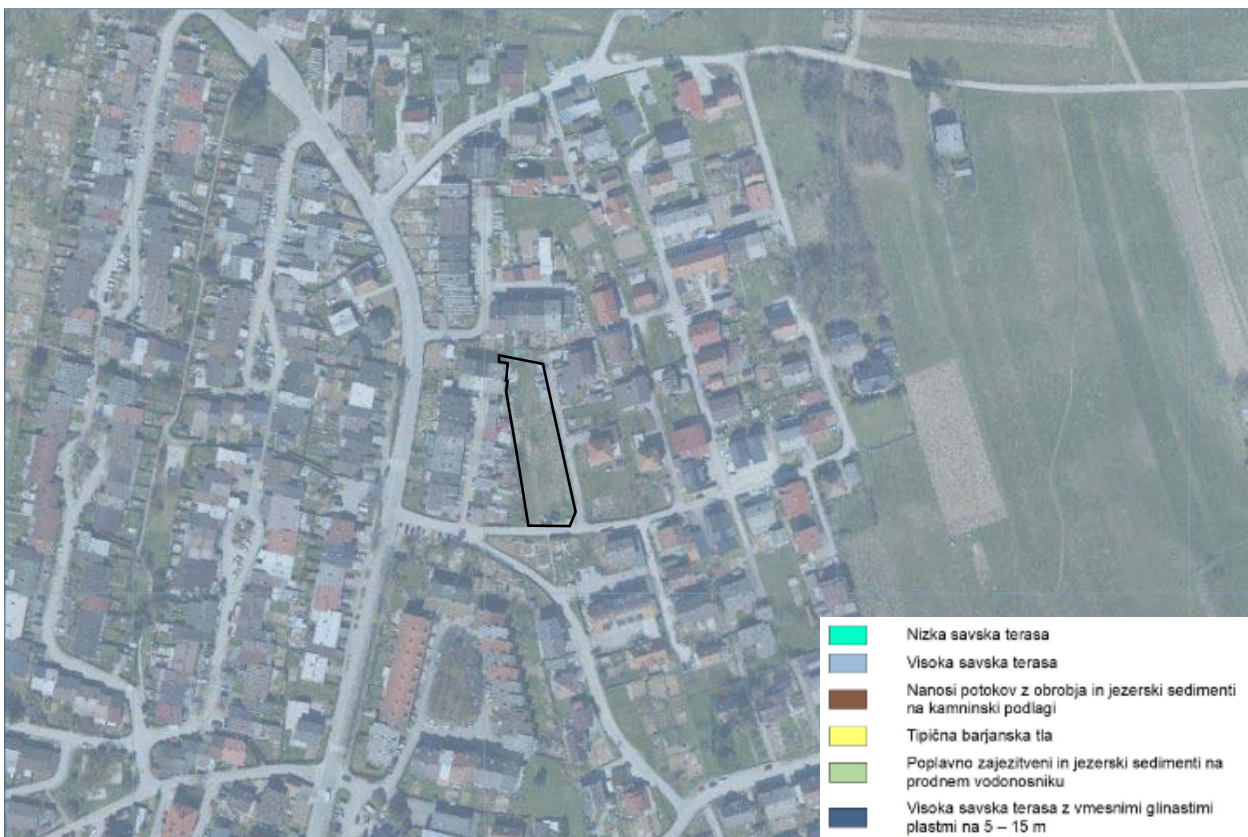 Nizka savska terasa
Visoka savska terasa
Nanosi potokov z obrobja in jezerski sedimenti
na kamninski podlagi
Tipična barjanska tla
Poplavno zajezitveni in jezerski sedimenti na
prodnem vodonosniku
Visoka savska terasa z vmesnimi glinastimi
plastmi na 5 – 15 m